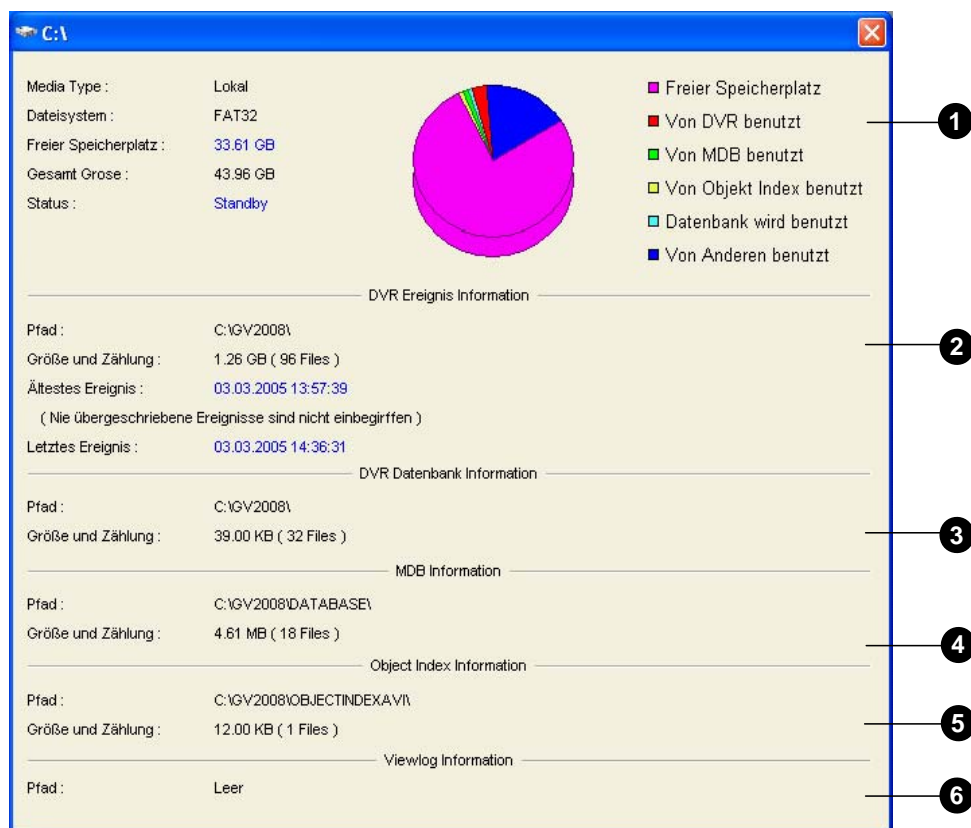 C:\
Media Type : Lokal
Dateisystem : FAT32
Freier Speicherplatz : 33.61 GB
Gesamt Grose : 43.96 GB
Status : Standby
Freier Speicherplatz
Von DVR benutzt
Von MDB benutzt
Von Objekt Index benutzt
Datenbank wird benutzt
Von Anderen benutzt
1
DVR Ereignis Information
Pfad : C:\GV2008\
Größe und Zählung : 1.26 GB ( 96 Files )
2
Ältestes Ereignis : 03.03.2005 13:57:39
( Nie übergeschriebene Ereignisse sind nicht einbegirffen )
Letztes Ereignis : 03.03.2005 14:36:31
DVR Datenbank Information
Pfad : C:\GV2008\
Größe und Zählung : 39.00 KB ( 32 Files )
3
MDB Information
Pfad : C:\GV2008\DATABASE\
Größe und Zählung : 4.61 MB ( 18 Files )
4
Object Index Information
Pfad : C:\GV2008\OBJECTINDEXAVI\
Größe und Zählung : 12.00 KB ( 1 Files )
5
Viewlog Information
Pfad : Leer
6